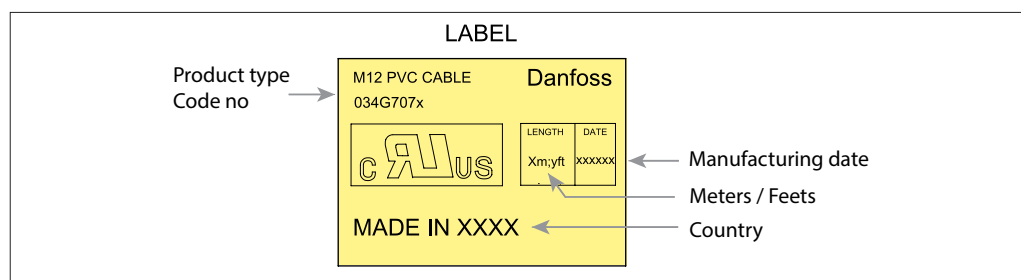 LABEL
Product type
Code no
M12 PVC CABLE
034G707x
Danfoss
c RU US
LENGTH DATE
Xm;yft xxxxxx
Manufacturing date
Meters / Feets
MADE IN XXXX
Country